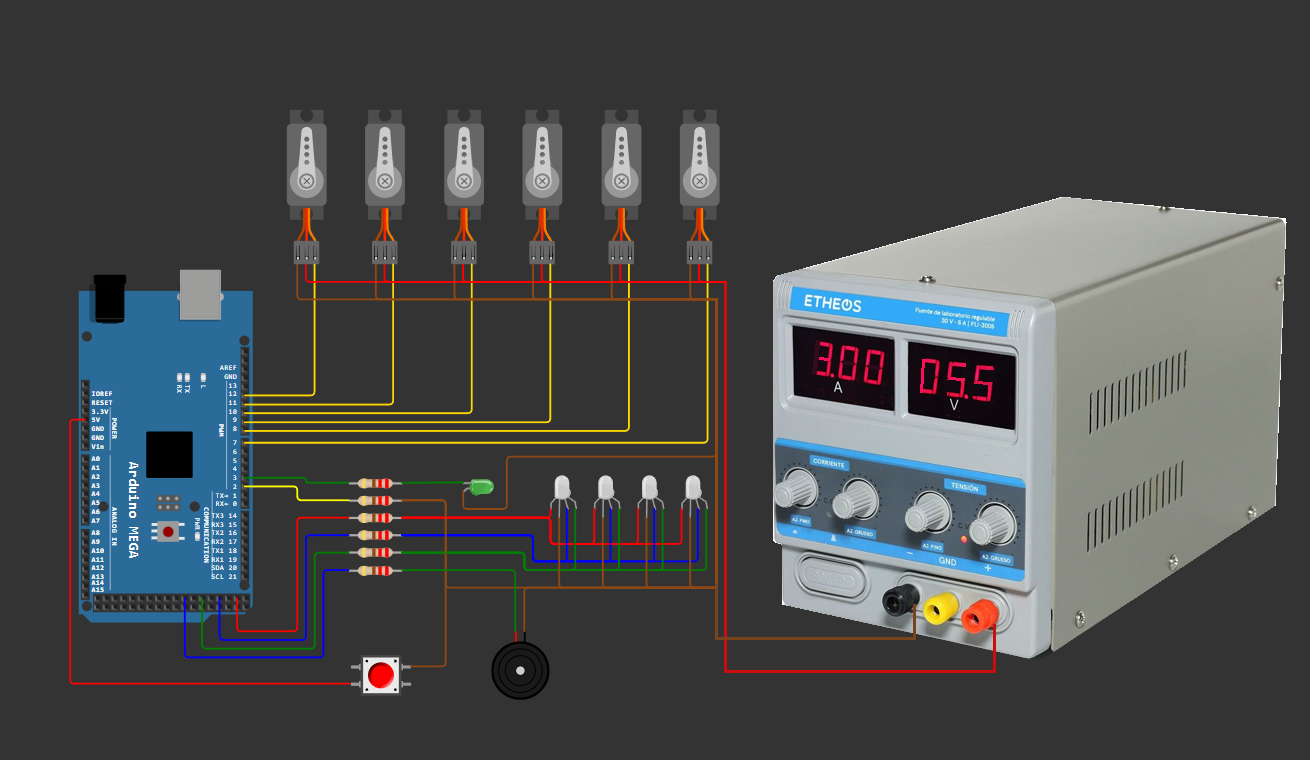 ETHEOS
Fuente de laboratorio regulable
30 V - 5 A | FLI-3005
3.00
A
05.5
V
CORRIENTE
TENSIÓN
AJ. FINO
AJ. GRUESO
AJ. FINO
AJ. GRUESO
C.V.
-
GND
+
RX
TX
L
AREF
GND
13
12
11
10
9
8
7
6
5
4
3
2
TX→ 1
RX← 0
TX3 14
RX3 15
TX2 16
RX2 17
TX1 18
RX1 19
SDA 20
SCL 21
PWM
COMMUNICATION
IOREF
RESET
3.3V
5V
GND
GND
Vin
POWER
A0
A1
A2
A3
A4
A5
A6
A7
A8
A9
A10
A11
A12
A13
A14
A15
ANALOG IN
Arduino MEGA
PWR